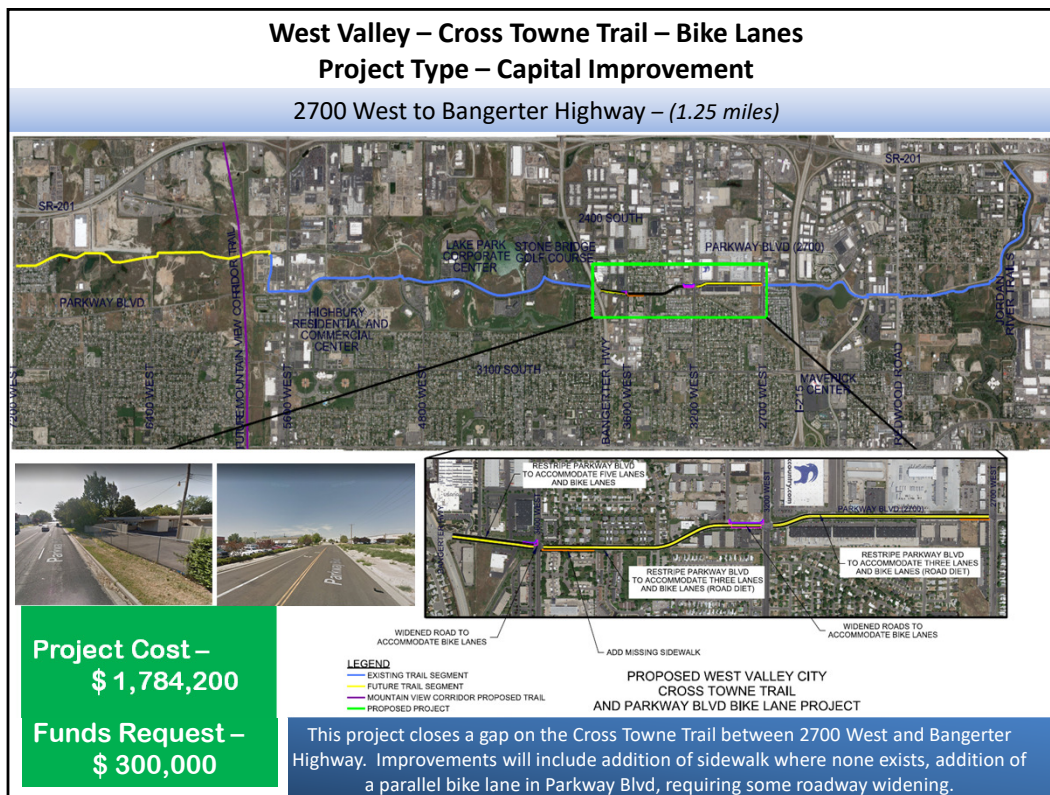 West Valley – Cross Towne Trail – Bike Lanes
Project Type – Capital Improvement
2700 West to Bangerter Highway – (1.25 miles)
SR-201
SR-201
2400 SOUTH
LAKE PARK
CORPORATE
CENTER
STONE BRIDGE
GOLF COURSE
PARKWAY BLVD (2700)
PARKWAY BLVD
HIGHBURY
RESIDENTIAL AND
COMMERCIAL
CENTER
3100 SOUTH
MAVERICK
CENTER
7200 WEST
6400 WEST
FUTURE MOUNTAIN VIEW CORRIDOR TRAIL
5600 WEST
4800 WEST
BANGERTER HWY
3600 WEST
3200 WEST
2700 WEST
I-215
REDWOOD ROAD
JORDAN
RIVER TRAILS
RESTRIPE PARKWAY BLVD
TO ACCOMMODATE FIVE LANES
AND BIKE LANES
BANGERTER HWY
3200 WEST
PARKWAY BLVD (2700)
2700 WEST
RESTRIPE PARKWAY BLVD
TO ACCOMMODATE THREE LANES
AND BIKE LANES (ROAD DIET)
RESTRIPE PARKWAY BLVD
TO ACCOMMODATE THREE LANES
AND BIKE LANES (ROAD DIET)
WIDENED ROAD TO
ACCOMMODATE BIKE LANES
ADD MISSING SIDEWALK
WIDENED ROADS TO
ACCOMMODATE BIKE LANES
LEGEND
EXISTING TRAIL SEGMENT
FUTURE TRAIL SEGMENT
MOUNTAIN VIEW CORRIDOR PROPOSED TRAIL
PROPOSED PROJECT
PROPOSED WEST VALLEY CITY
CROSS TOWNE TRAIL
AND PARKWAY BLVD BIKE LANE PROJECT
Project Cost –
$ 1,784,200
Funds Request –
$ 300,000
This project closes a gap on the Cross Towne Trail between 2700 West and Bangerter
Highway. Improvements will include addition of sidewalk where none exists, addition of
a parallel bike lane in Parkway Blvd, requiring some roadway widening.